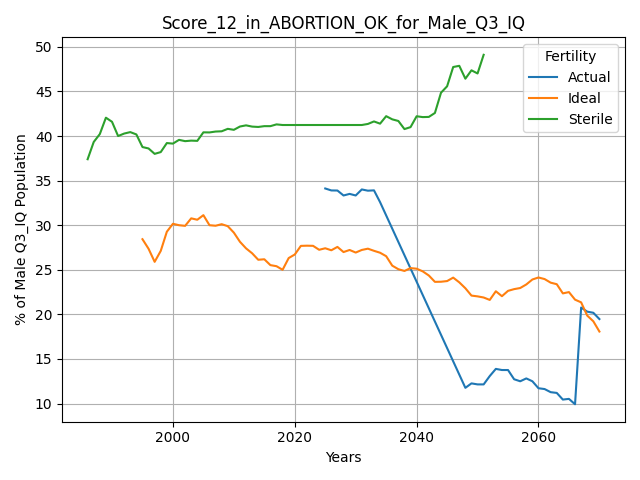 Score_12_in_ABORTION_OK_for_Male_Q3_IQ
% of Male Q3_IQ Population
50
45
40
35
30
25
20
15
10
Fertility
Actual
Ideal
Sterile
2000
2020
2040
2060
Years